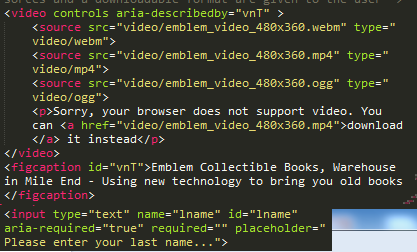 <video controls aria-describedby="vnT" >
<source src="video/emblem_video_480x360.webm" type="
video/webm">
<source src="video/emblem_video_480x360.mp4" type="
video/mp4">
<source src="video/emblem_video_480x360.ogg" type="
video/ogg">
<p>Sorry, your browser does not support video. You
can <a href="video/emblem_video_480x360.mp4">download
</a> it instead</p>
</video>
<figcaption id="vnT">Emblem Collectible Books, Warehouse
in Mile End - Using new technology to bring you old books
</figcaption>
<input type="text" name="lname" id="lname"
aria-required="true" required="" placeholder="
Please enter your last name...">